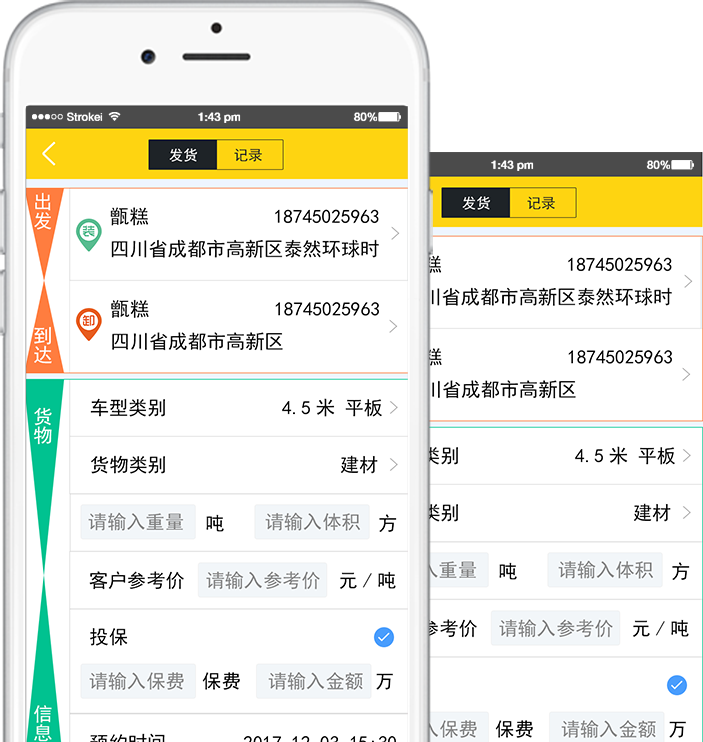 Strokei 1:43 pm 80%
发货 记录
出发
甑糕 18745025963
装
四川省成都市高新区泰然环球时
甑糕 18745025963
卸
四川省成都市高新区
到达
货物
车型类别 4.5米 平板
货物类别 建材
请输入重量 吨 请输入体积 方
客户参考价 请输入参考价 元/吨
投保
请输入保费 保费 请输入金额 万
信息
预约时间 2017-12-03 15:30
1:43 pm 80%
发货 记录
糕 18745025963
川省成都市高新区泰然环球时
糕 18745025963
川省成都市高新区
类别 4.5米 平板
类别 建材
入重量 吨 请输入体积 方
参考价 请输入参考价 元/吨
入保费 保费 请输入金额 万